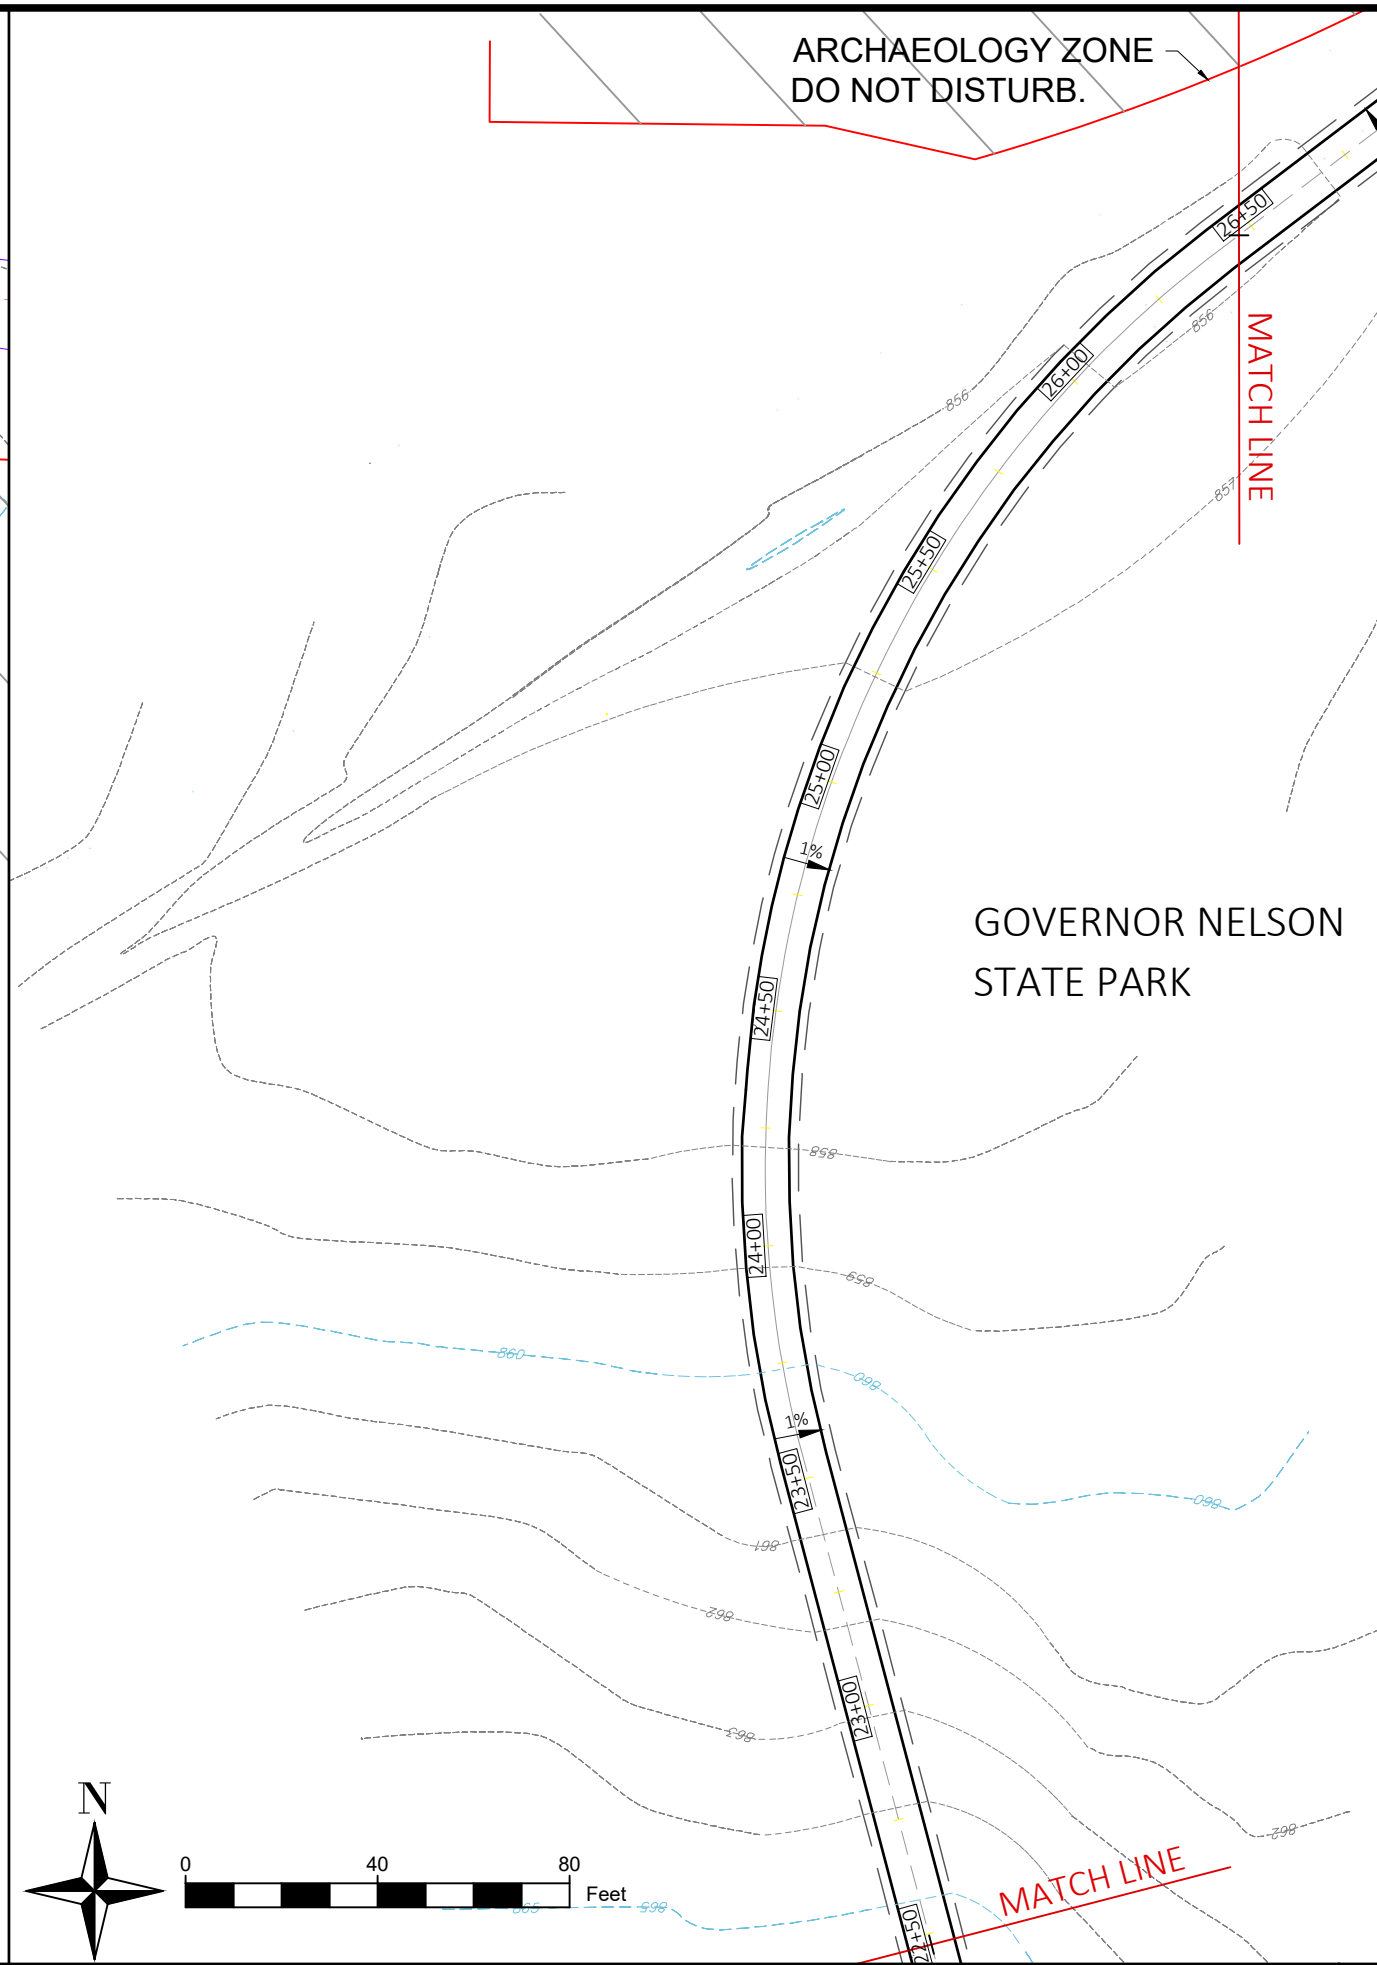 ARCHAEOLOGY ZONE
DO NOT DISTURB.
26+50
856
MATCH LINE
26+00
856
857
25+50
25+00
1%
GOVERNOR NELSON
STATE PARK
24+50
858
24+00
859
860
860
1%
23+50
860
861
862
23+00
863
862
N
0 40 80
Feet
MATCH LINE
865
865
22+50